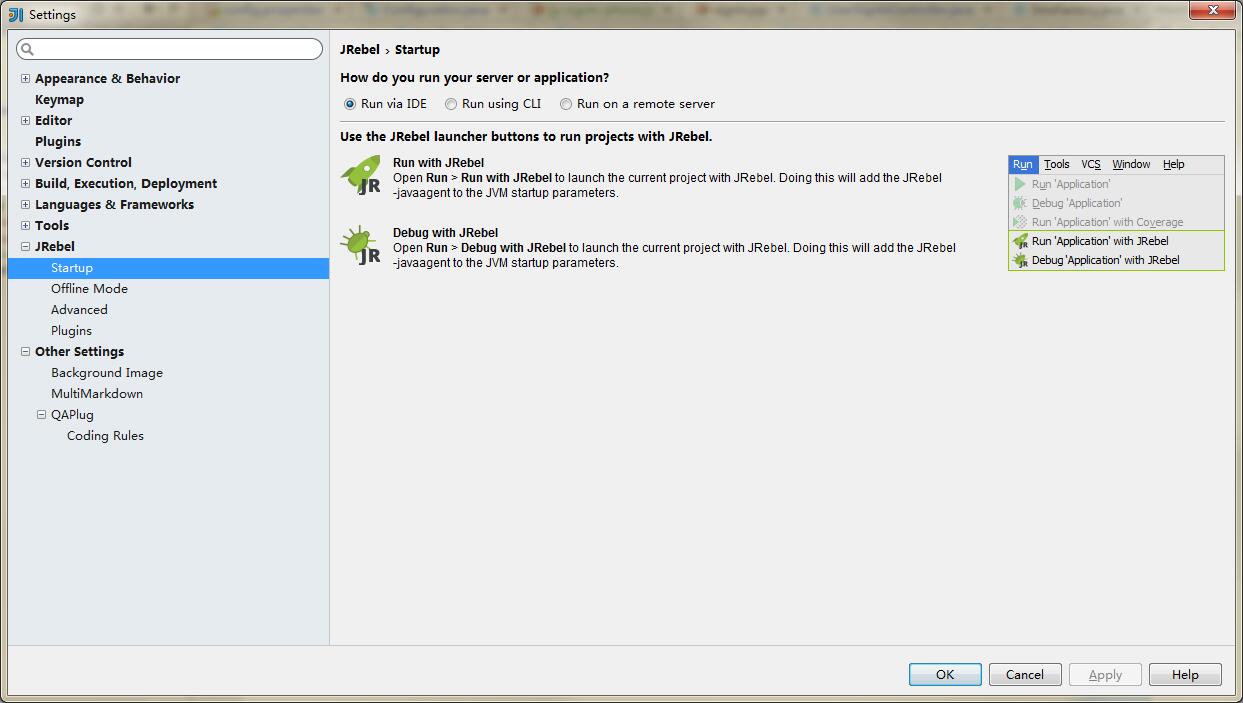 Settings
Appearance & Behavior
Keymap
Editor
Plugins
Version Control
Build, Execution, Deployment
Languages & Frameworks
Tools
JRebel
Startup
Offline Mode
Advanced
Plugins
Other Settings
Background Image
MultiMarkdown
QAPlug
Coding Rules
JRebel › Startup
How do you run your server or application?
Run via IDE Run using CLI Run on a remote server
Use the JRebel launcher buttons to run projects with JRebel.
JR
Run with JRebel
Open Run > Run with JRebel to launch the current project with JRebel. Doing this will add the JRebel
-javaagent to the JVM startup parameters.
JR
Debug with JRebel
Open Run > Debug with JRebel to launch the current project with JRebel. Doing this will add the JRebel
-javaagent to the JVM startup parameters.
Run Tools VCS Window Help
Run 'Application'
Debug 'Application'
Run 'Application' with Coverage
Run 'Application' with JRebel
Debug 'Application' with JRebel
OK Cancel Apply Help